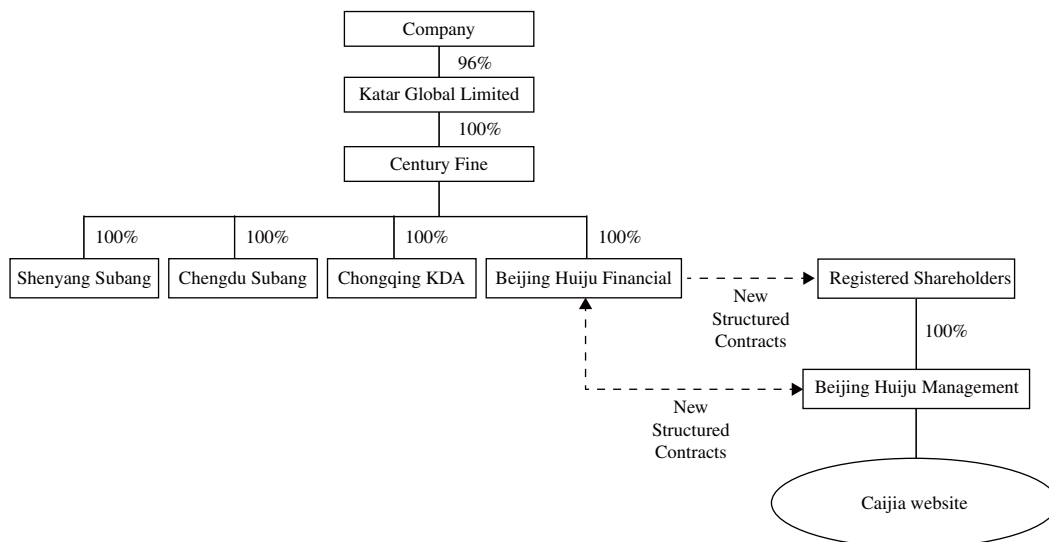 Company
96%
Katar Global Limited
100%
Century Fine
100%
100%
100%
100%
Shenyang Subang
Chengdu Subang
Chongqing KDA
Beijing Huiju Financial
Registered Shareholders
New
Structured
Contracts
100%
Beijing Huiju Management
New
Structured
Contracts
Caijia website